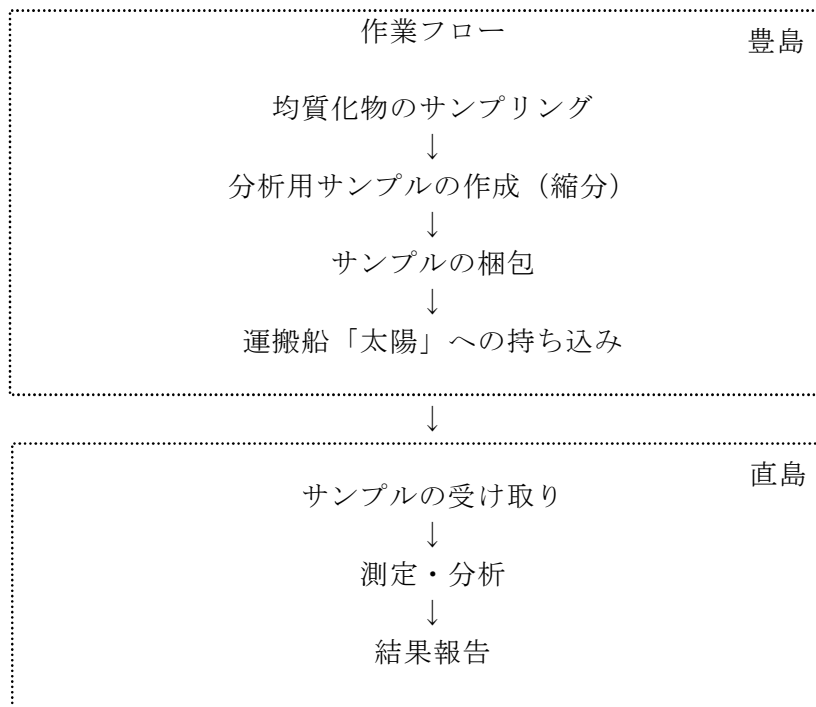 作業フロー
豊島
均質化物のサンプリング
↓
分析用サンプルの作成（縮分）
↓
サンプルの梱包
↓
運搬船「太陽」への持ち込み
↓
直島
サンプルの受け取り
↓
測定・分析
↓
結果報告